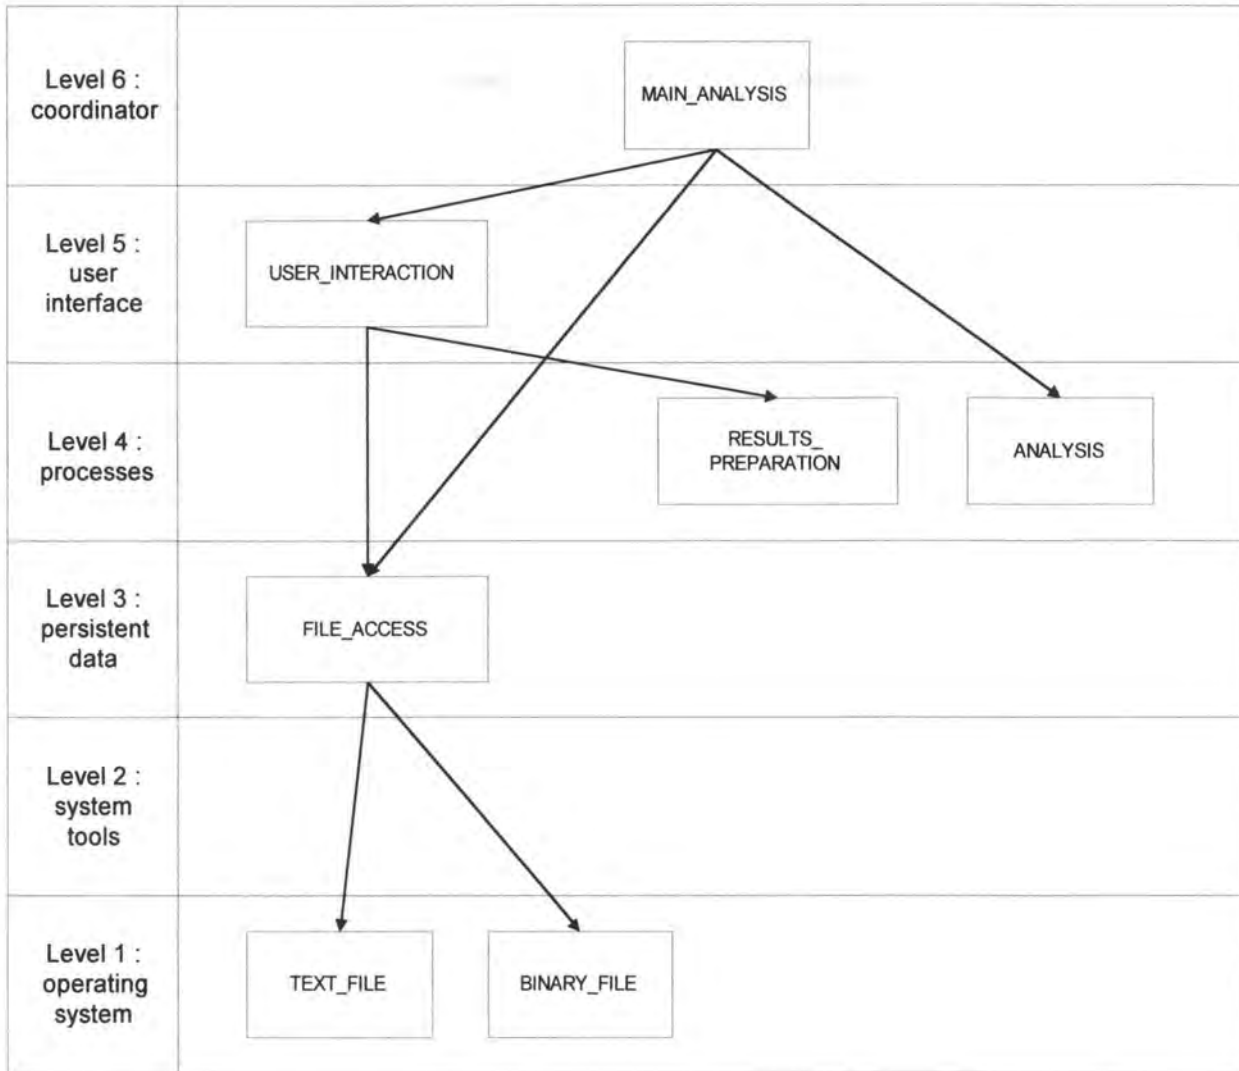 Level 6 :
coordinator
MAIN_ANALYSIS
Level 5 :
user
interface
USER_INTERACTION
Level 4 :
processes
RESULTS_
PREPARATION
ANALYSIS
Level 3 :
persistent
data
FILE_ACCESS
Level 2 :
system
tools
Level 1 :
operating
system
TEXT_FILE
BINARY_FILE